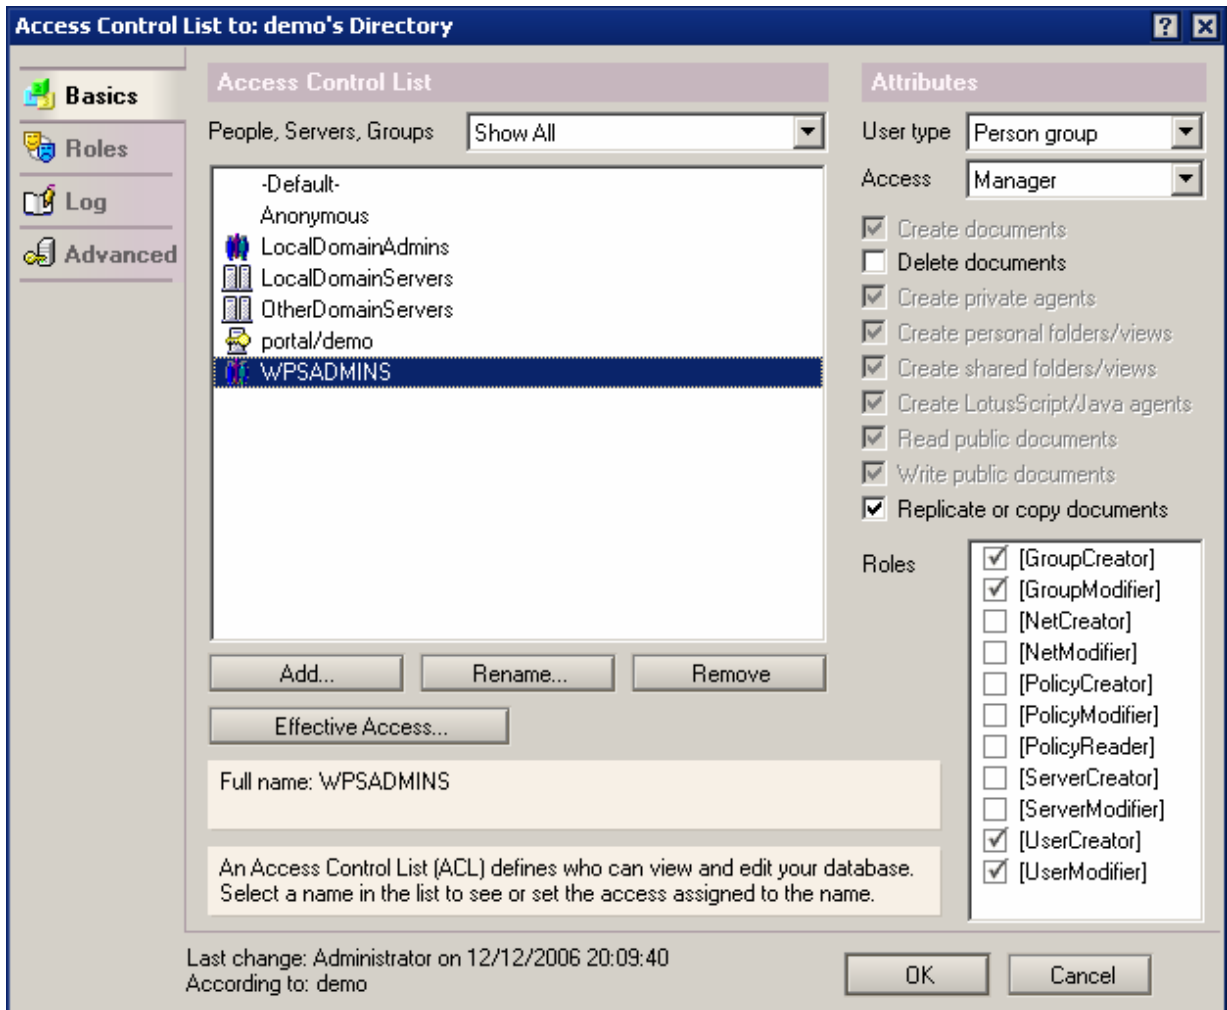 Access Control List to: demo's Directory
Basics
Roles
Log
Advanced
Access Control List
People, Servers, Groups Show All
-Default-
Anonymous
LocalDomainAdmins
LocalDomainServers
OtherDomainServers
portal/demo
WPSADMINS
Add... Rename... Remove
Effective Access...
Full name: WPSADMINS
An Access Control List (ACL) defines who can view and edit your database.
Select a name in the list to see or set the access assigned to the name.
Attributes
User type Person group
Access Manager
Create documents
Delete documents
Create private agents
Create personal folders/views
Create shared folders/views
Create LotusScript/Java agents
Read public documents
Write public documents
Replicate or copy documents
Roles
[GroupCreator]
[GroupModifier]
[NetCreator]
[NetModifier]
[PolicyCreator]
[PolicyModifier]
[PolicyReader]
[ServerCreator]
[ServerModifier]
[UserCreator]
[UserModifier]
Last change: Administrator on 12/12/2006 20:09:40
According to: demo
OK Cancel